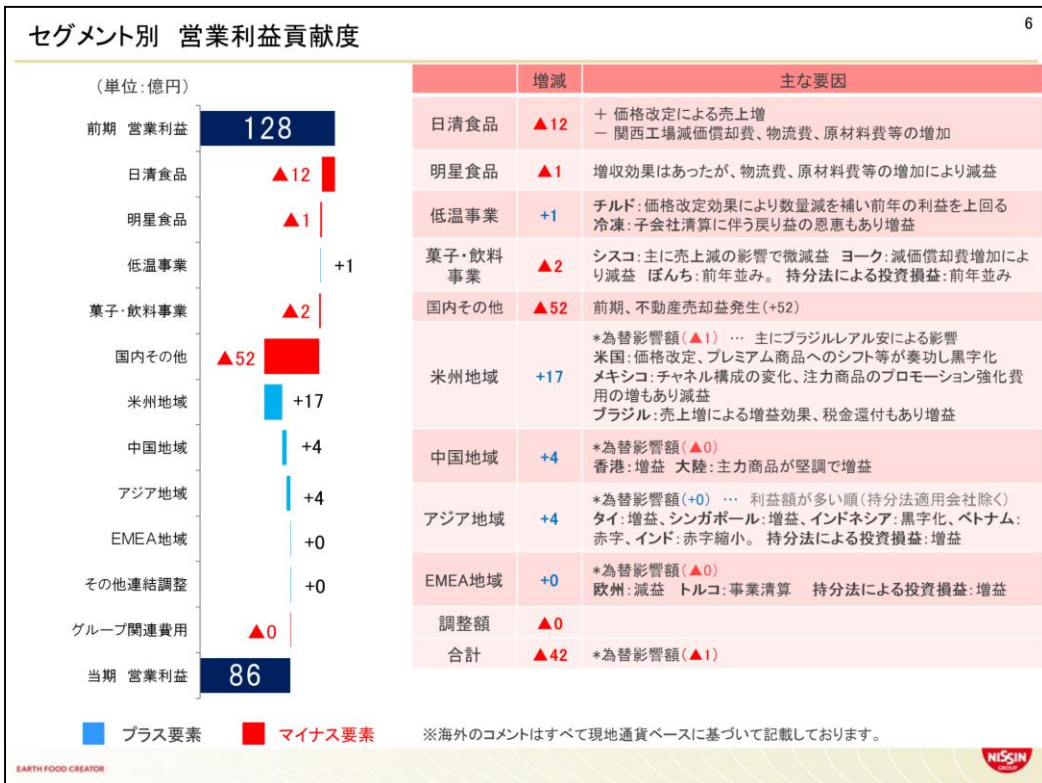 6
セグメント別 営業利益貢献度
(単位:億円)
前期 営業利益 128
日清食品 ▲12
明星食品 ▲1
低温事業 +1
菓子・飲料事業 ▲2
国内その他 ▲52
米州地域 +17
中国地域 +4
アジア地域 +4
EMEA地域 +0
その他連結調整 +0
グループ関連費用 ▲0
当期 営業利益 86
プラス要素 マイナス要素
増減 主な要因
日清食品 ▲12 + 価格改定による売上増
- 関西工場減価償却費、物流費、原材料費等の増加
明星食品 ▲1 増収効果はあったが、物流費、原材料費等の増加により減益
低温事業 +1 チルド:価格改定効果により数量減を補い前年の利益を上回る
冷凍:子会社清算に伴う戻り益の恩恵もあり増益
菓子・飲料
事業 ▲2 シスコ:主に売上減の影響で微減益 ヨーク:減価償却費増加によ
り減益 ぼんち:前年並み。 持分法による投資損益:前年並み
国内その他 ▲52 前期、不動産売却益発生(+52)
米州地域 +17 *為替影響額(▲1) … 主にブラジルレアル安による影響
米国:価格改定、プレミアム商品へのシフト等が奏功し黒字化
メキシコ:チャネル構成の変化、注力商品のプロモーション強化費
用の増もあり減益
ブラジル:売上増による増益効果、税金還付もあり増益
中国地域 +4 *為替影響額(▲0)
香港:増益 大陸:主力商品が堅調で増益
アジア地域 +4 *為替影響額(+0) … 利益額が多い順(持分法適用会社除く)
タイ:増益、シンガポール:増益、インドネシア:黒字化、ベトナム:
赤字、インド:赤字縮小。 持分法による投資損益:増益
EMEA地域 +0 *為替影響額(▲0)
欧州:減益 トルコ:事業清算 持分法による投資損益:増益
調整額 ▲0
合計 ▲42 *為替影響額(▲1)
※海外のコメントはすべて現地通貨ベースに基づいて記載しております。
EARTH FOOD CREATOR
NISSIN
GROUP